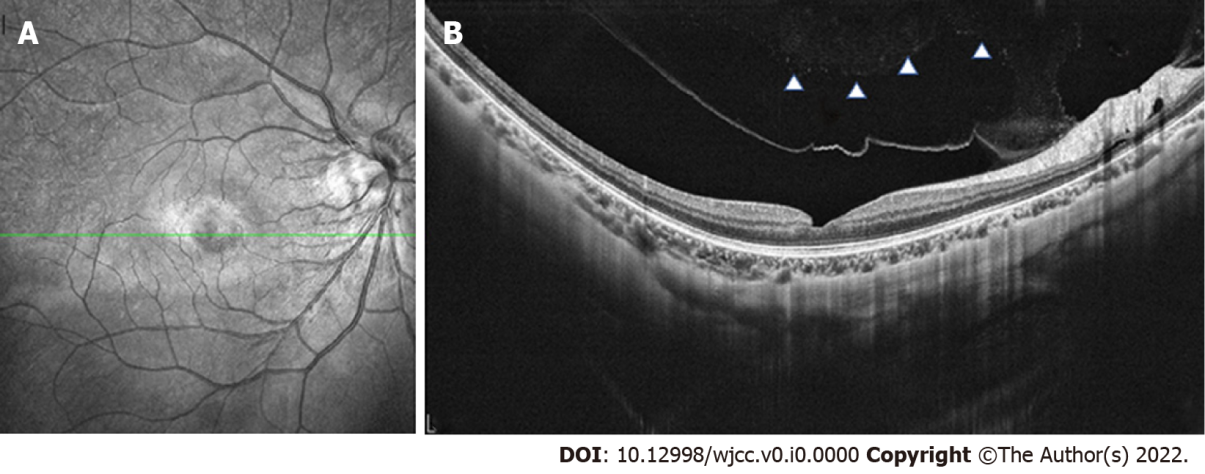 A
B
L
DOI: 10.12998/wjcc.v0.i0.0000 Copyright ©The Author(s) 2022.